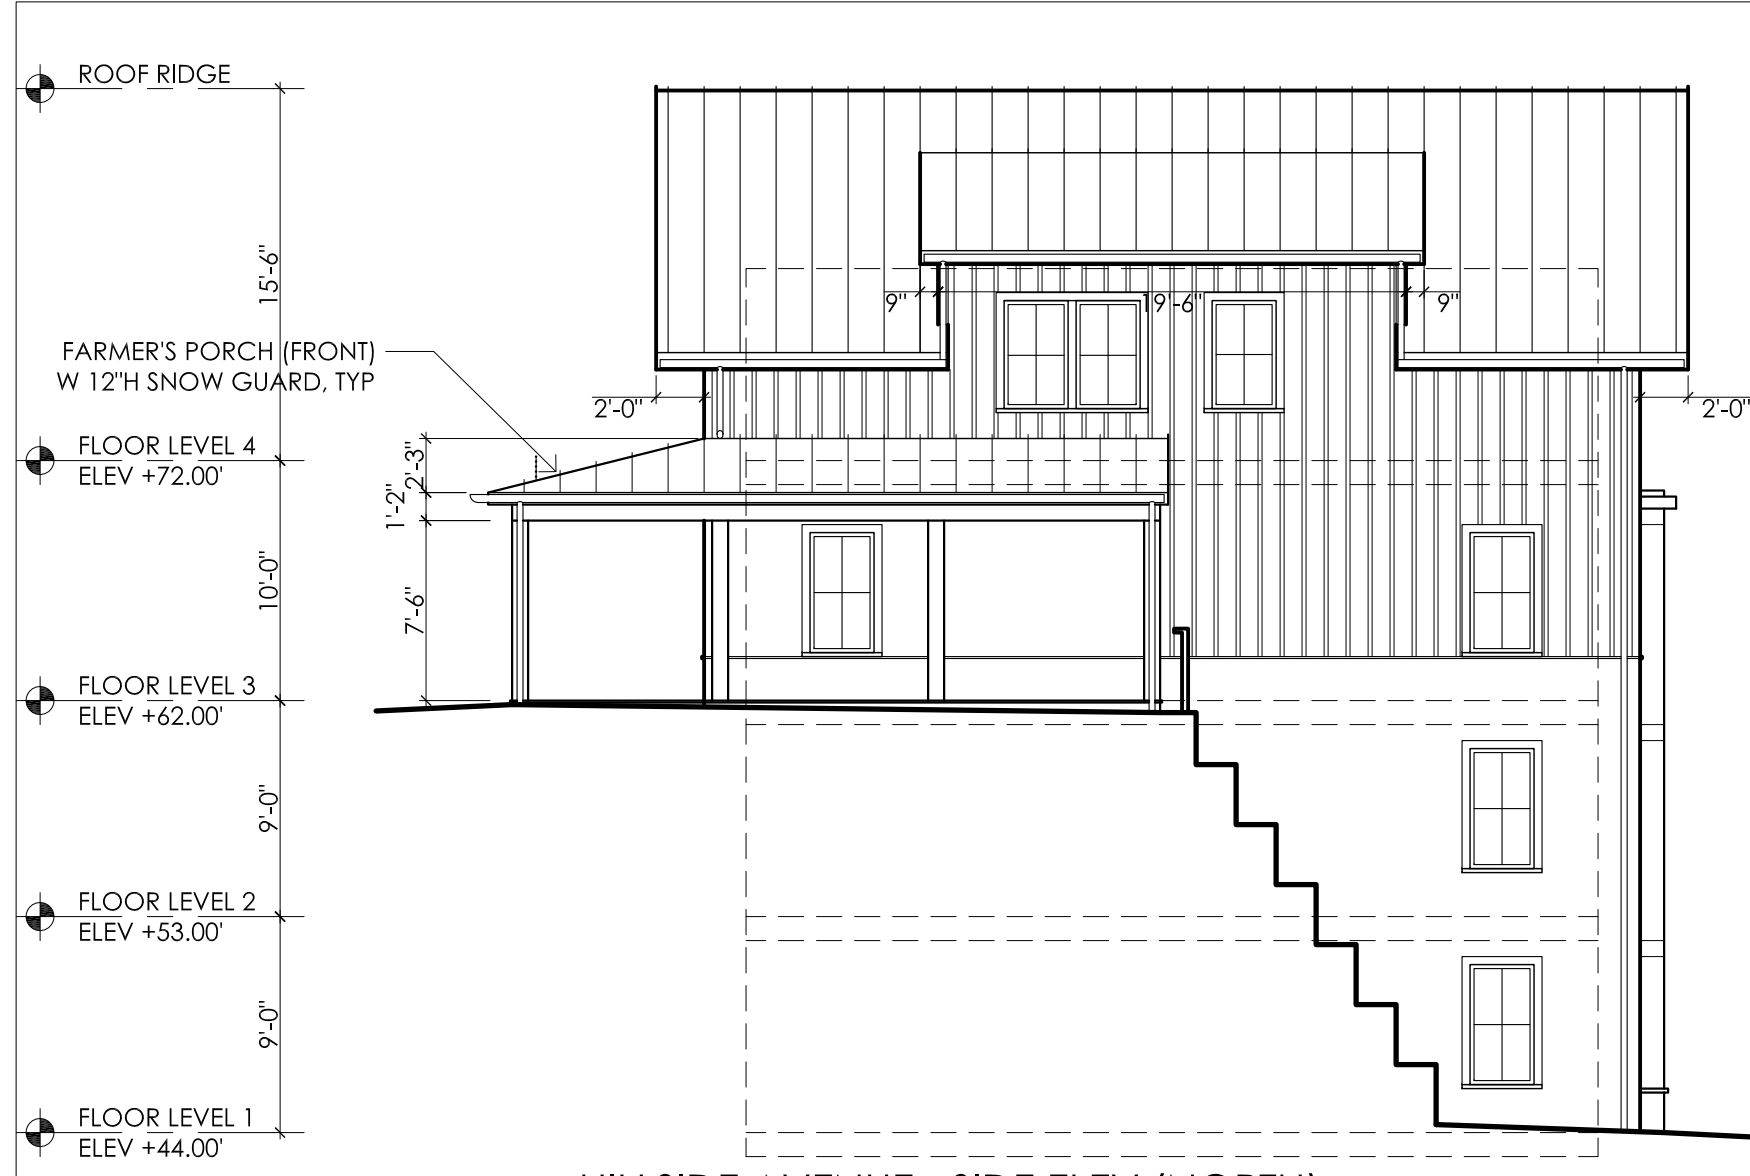 ROOF RIDGE
15'-6"
9"
19'-6"
9"
FARMER'S PORCH (FRONT)
W 12"H SNOW GUARD, TYP
2'-0"
2'-0"
FLOOR LEVEL 4
ELEV +72.00'
2'-3"
1'-2"
10'-0"
7'-6"
FLOOR LEVEL 3
ELEV +62.00'
9'-0"
FLOOR LEVEL 2
ELEV +53.00'
9'-0"
FLOOR LEVEL 1
ELEV +44.00'